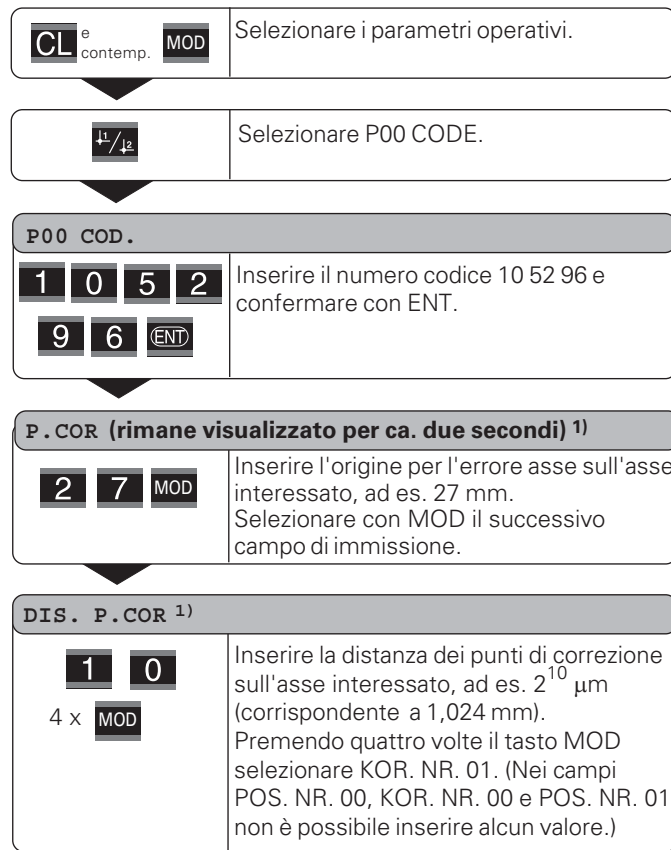 CL e contemp. MOD
Selezionare i parametri operativi.
1/2
Selezionare P00 CODE.
P00 COD.
1 0 5 2
9 6 ENT
Inserire il numero codice 10 52 96 e
confermare con ENT.
P.COR (rimane visualizzato per ca. due secondi) 1)
2 7 MOD
Inserire l'origine per l'errore asse sull'asse
interessato, ad es. 27 mm.
Selezionare con MOD il successivo
campo di immissione.
DIS. P.COR 1)
1 0
4 x MOD
Inserire la distanza dei punti di correzione
sull'asse interessato, ad es. 2^10 μm
(corrispondente a 1,024 mm).
Premendo quattro volte il tasto MOD
selezionare KOR. NR. 01. (Nei campi
POS. NR. 00, KOR. NR. 00 e POS. NR. 01
non è possibile inserire alcun valore.)